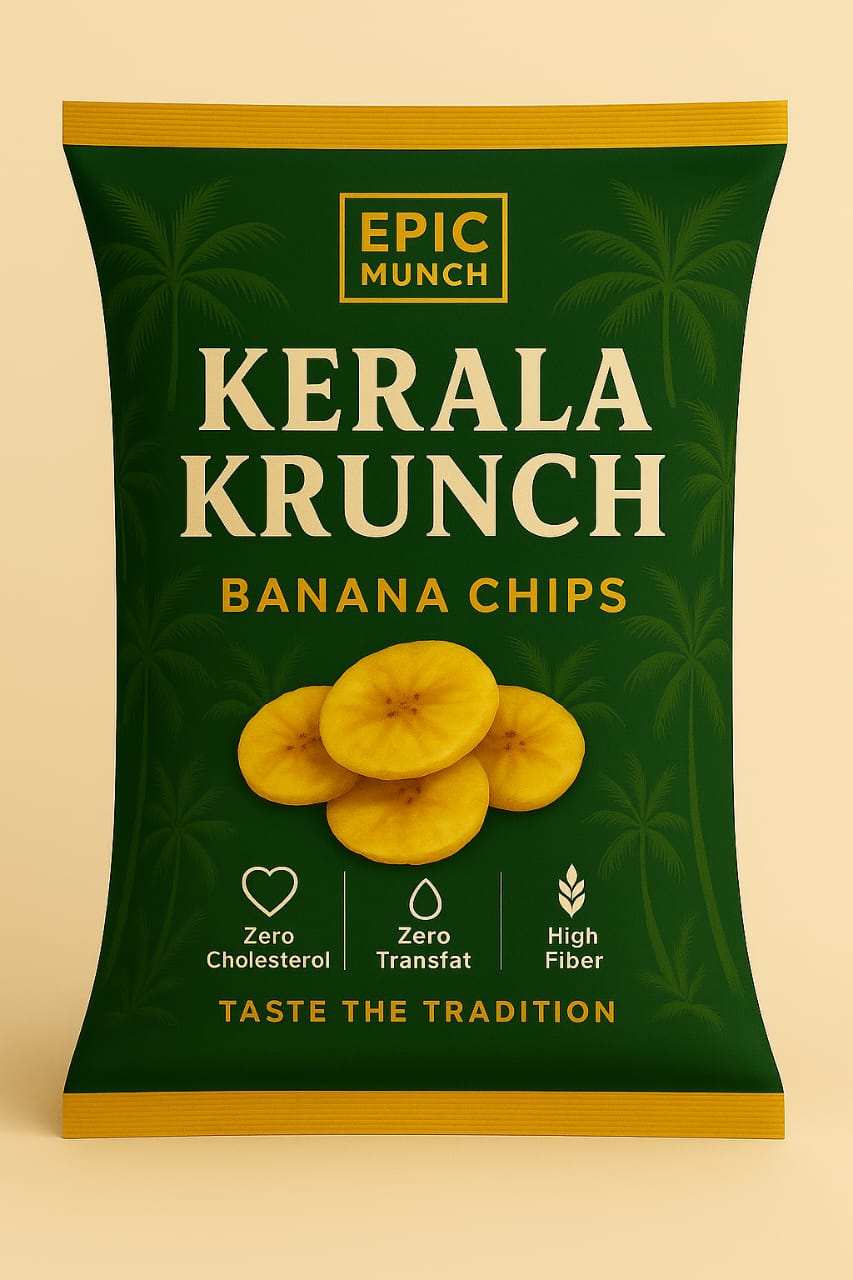 EPIC
MUNCH
KERALA
KRUNCH
BANANA CHIPS
Zero
Cholesterol
Zero
Transfat
High
Fiber
TASTE THE TRADITION